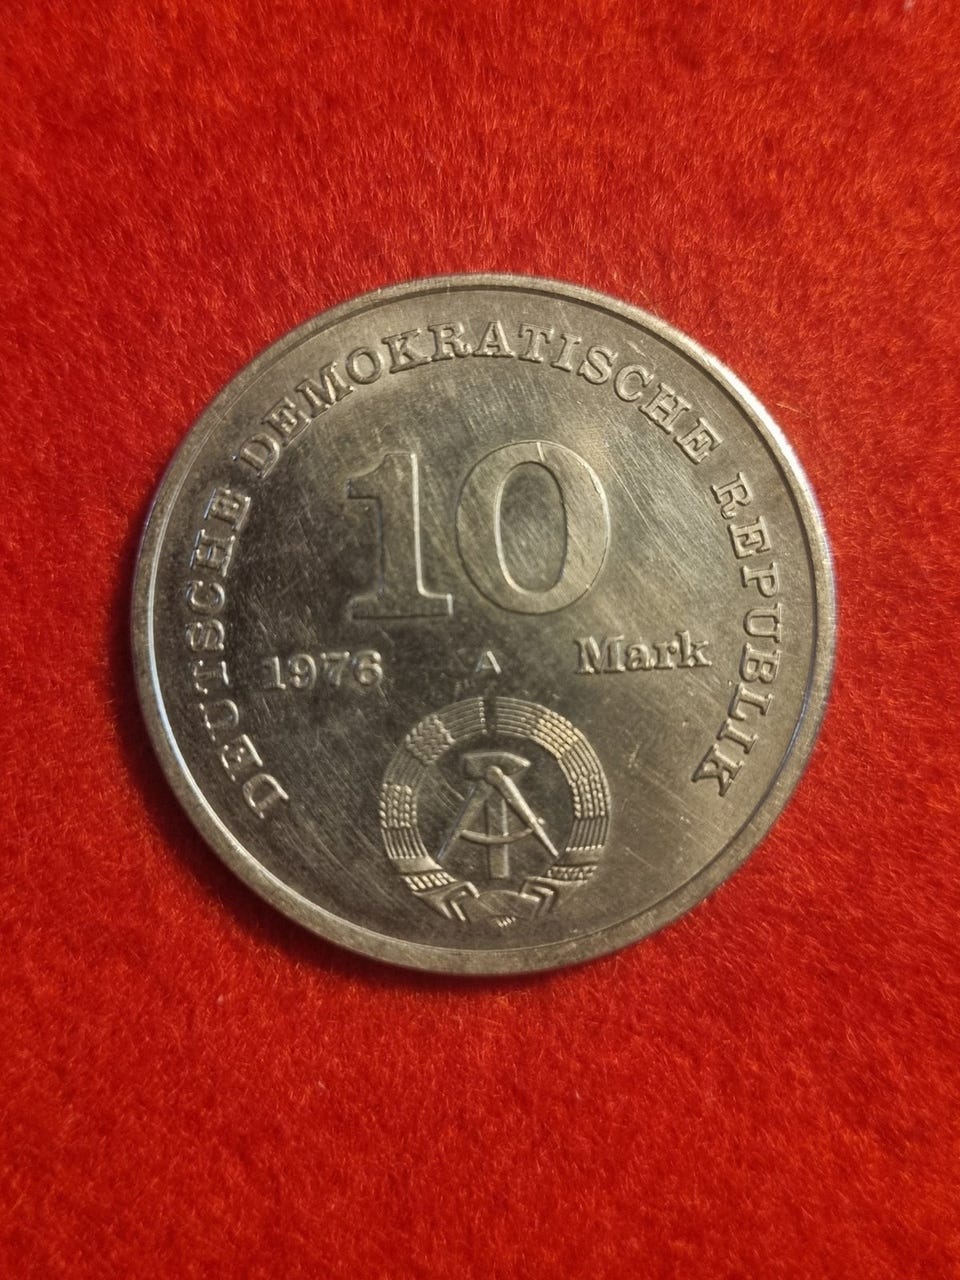 DEUTSCHE DEMOKRATISCHE REPUBLIK
10
1976 A Mark